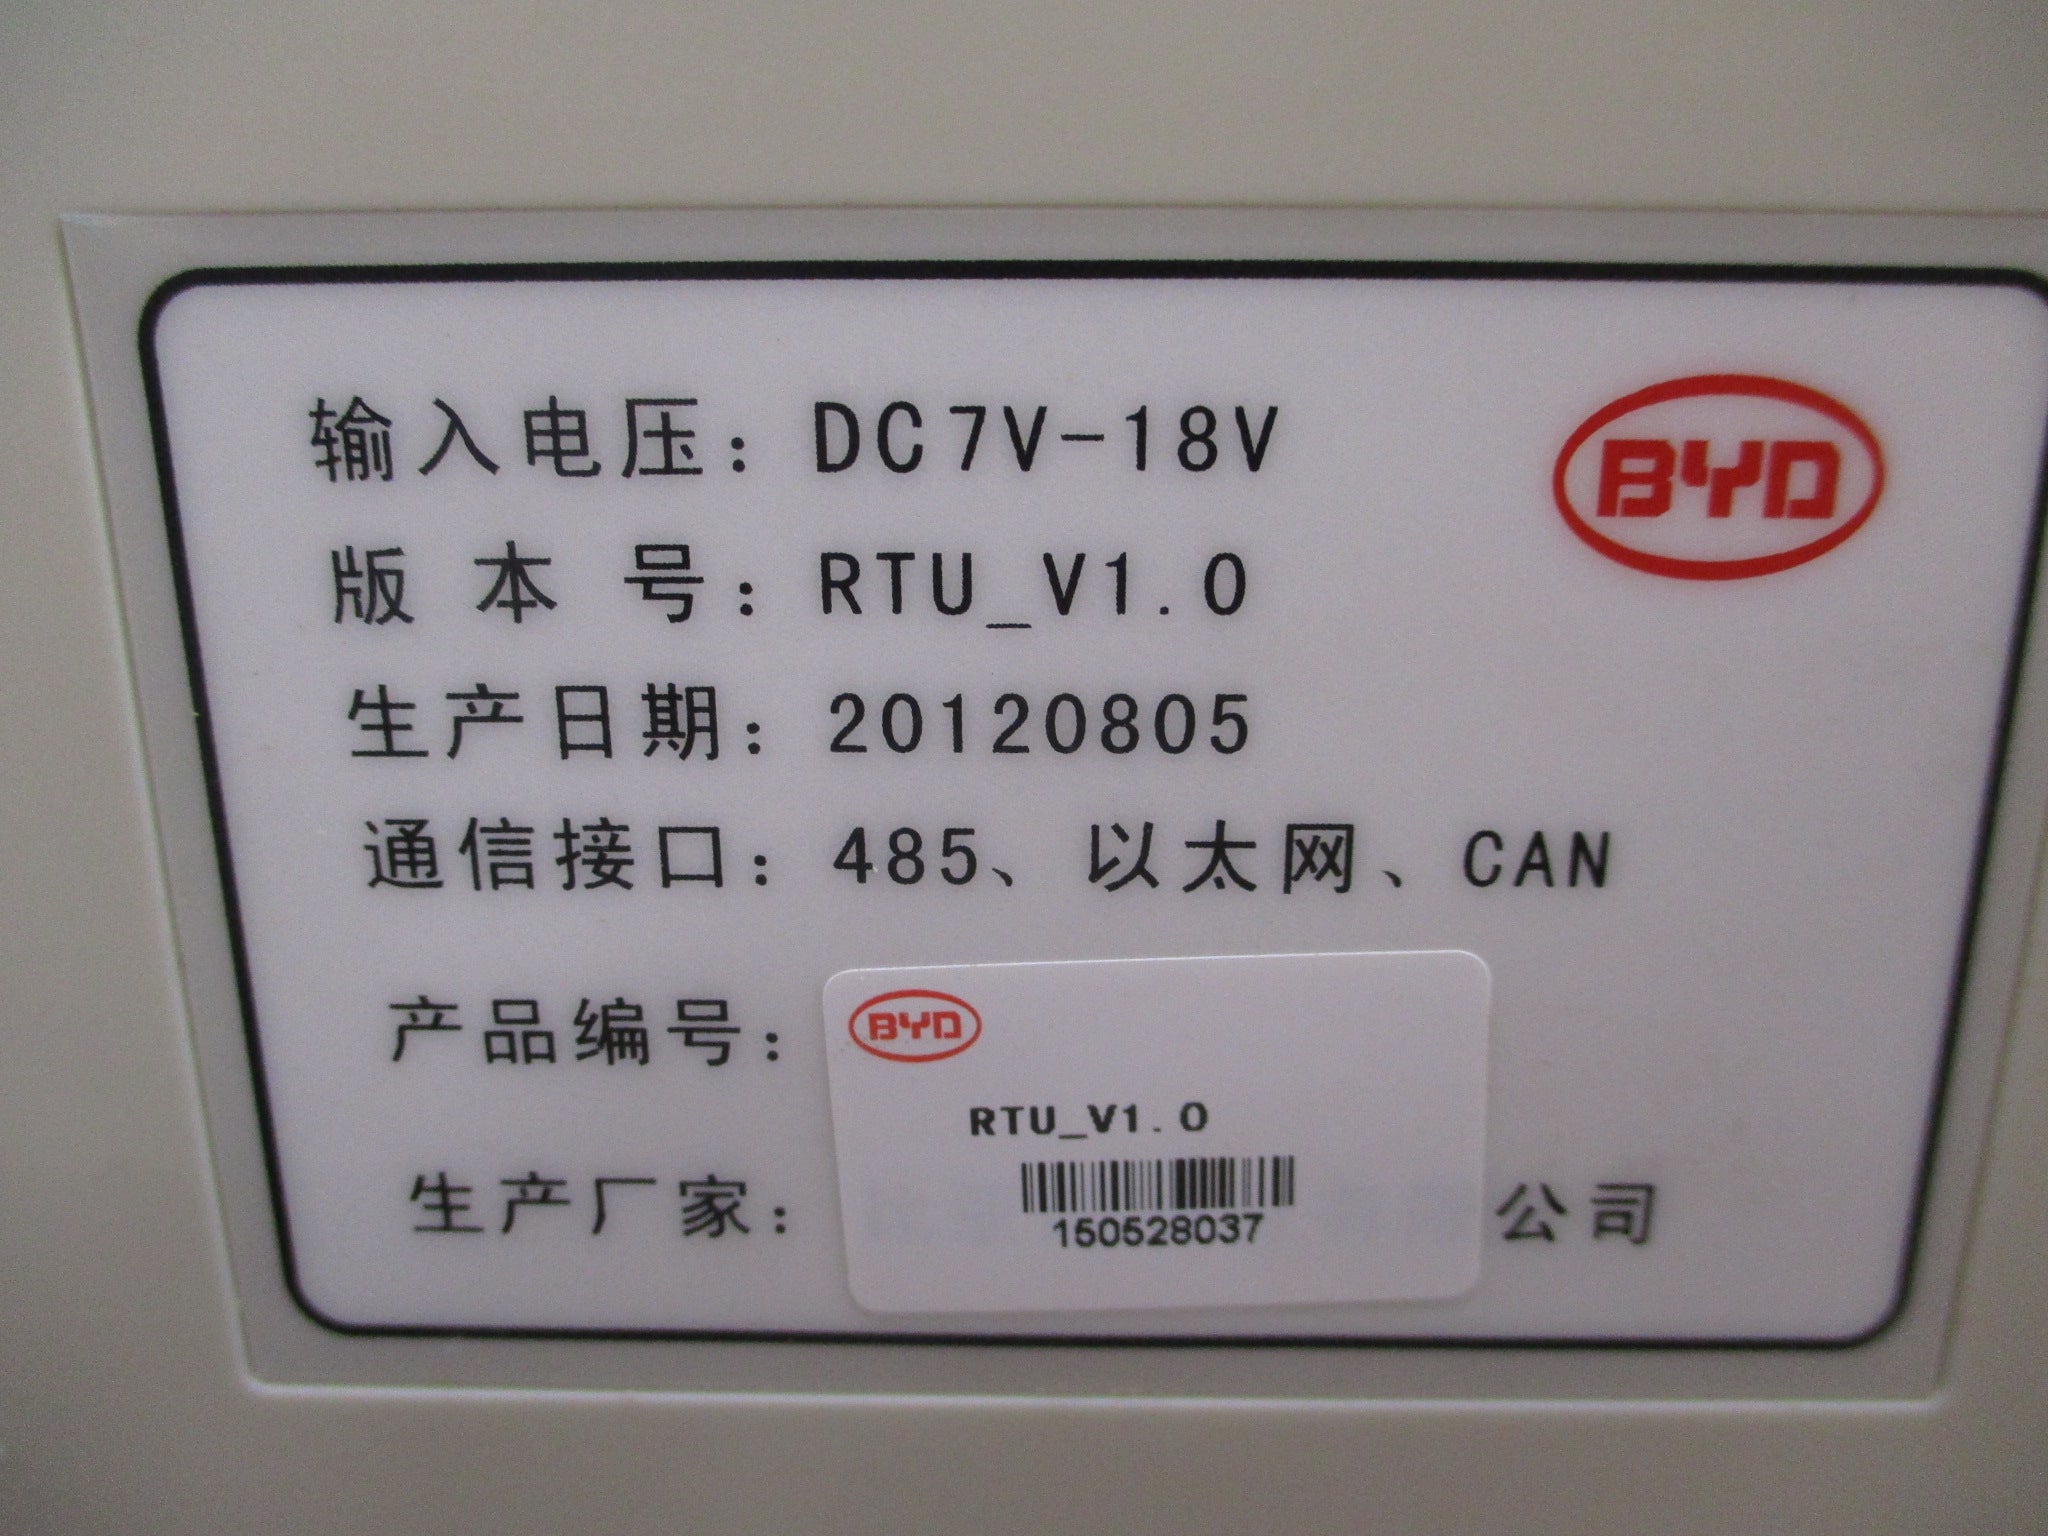 输入电压：DC7V-18V
BYD
版本号：RTU_V1.0
生产日期：20120805
通信接口：485、以太网、CAN
产品编号：
BYD
RTU_V1.0
150528037
生产厂家：公司